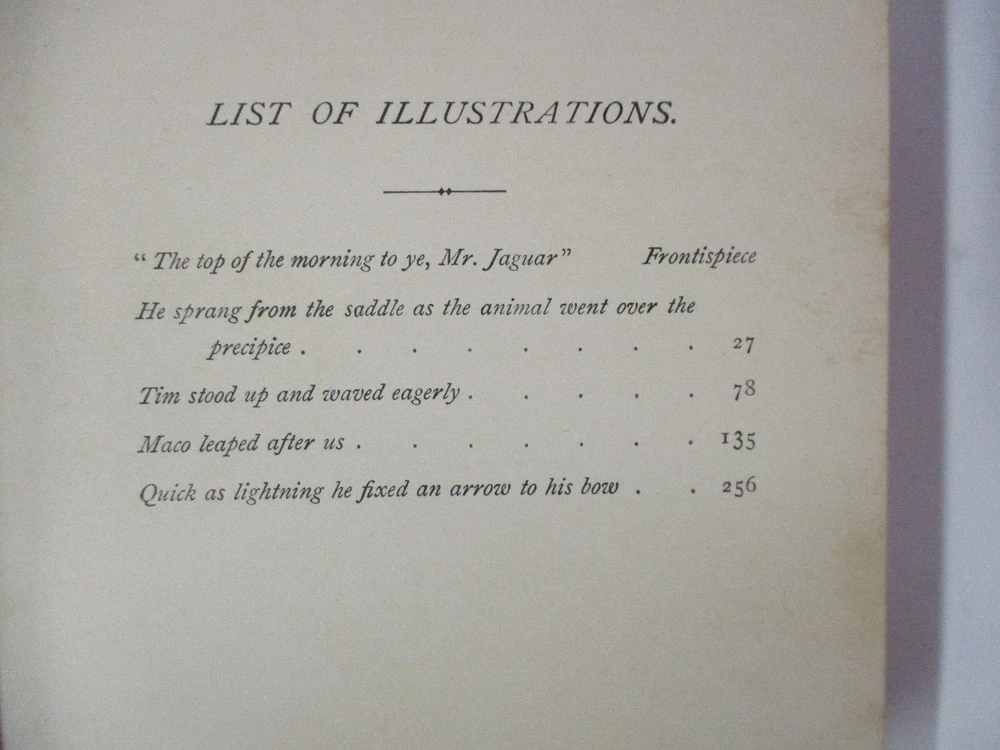 LIST OF ILLUSTRATIONS.
“ The top of the morning to ye, Mr. Jaguar” Frontispiece
He sprang from the saddle as the animal went over the
precipice . . . . . . . . 27
Tim stood up and waved eagerly . . . . . 78
Maco leaped after us . . . . . . . 135
Quick as lightning he fixed an arrow to his bow . . 256